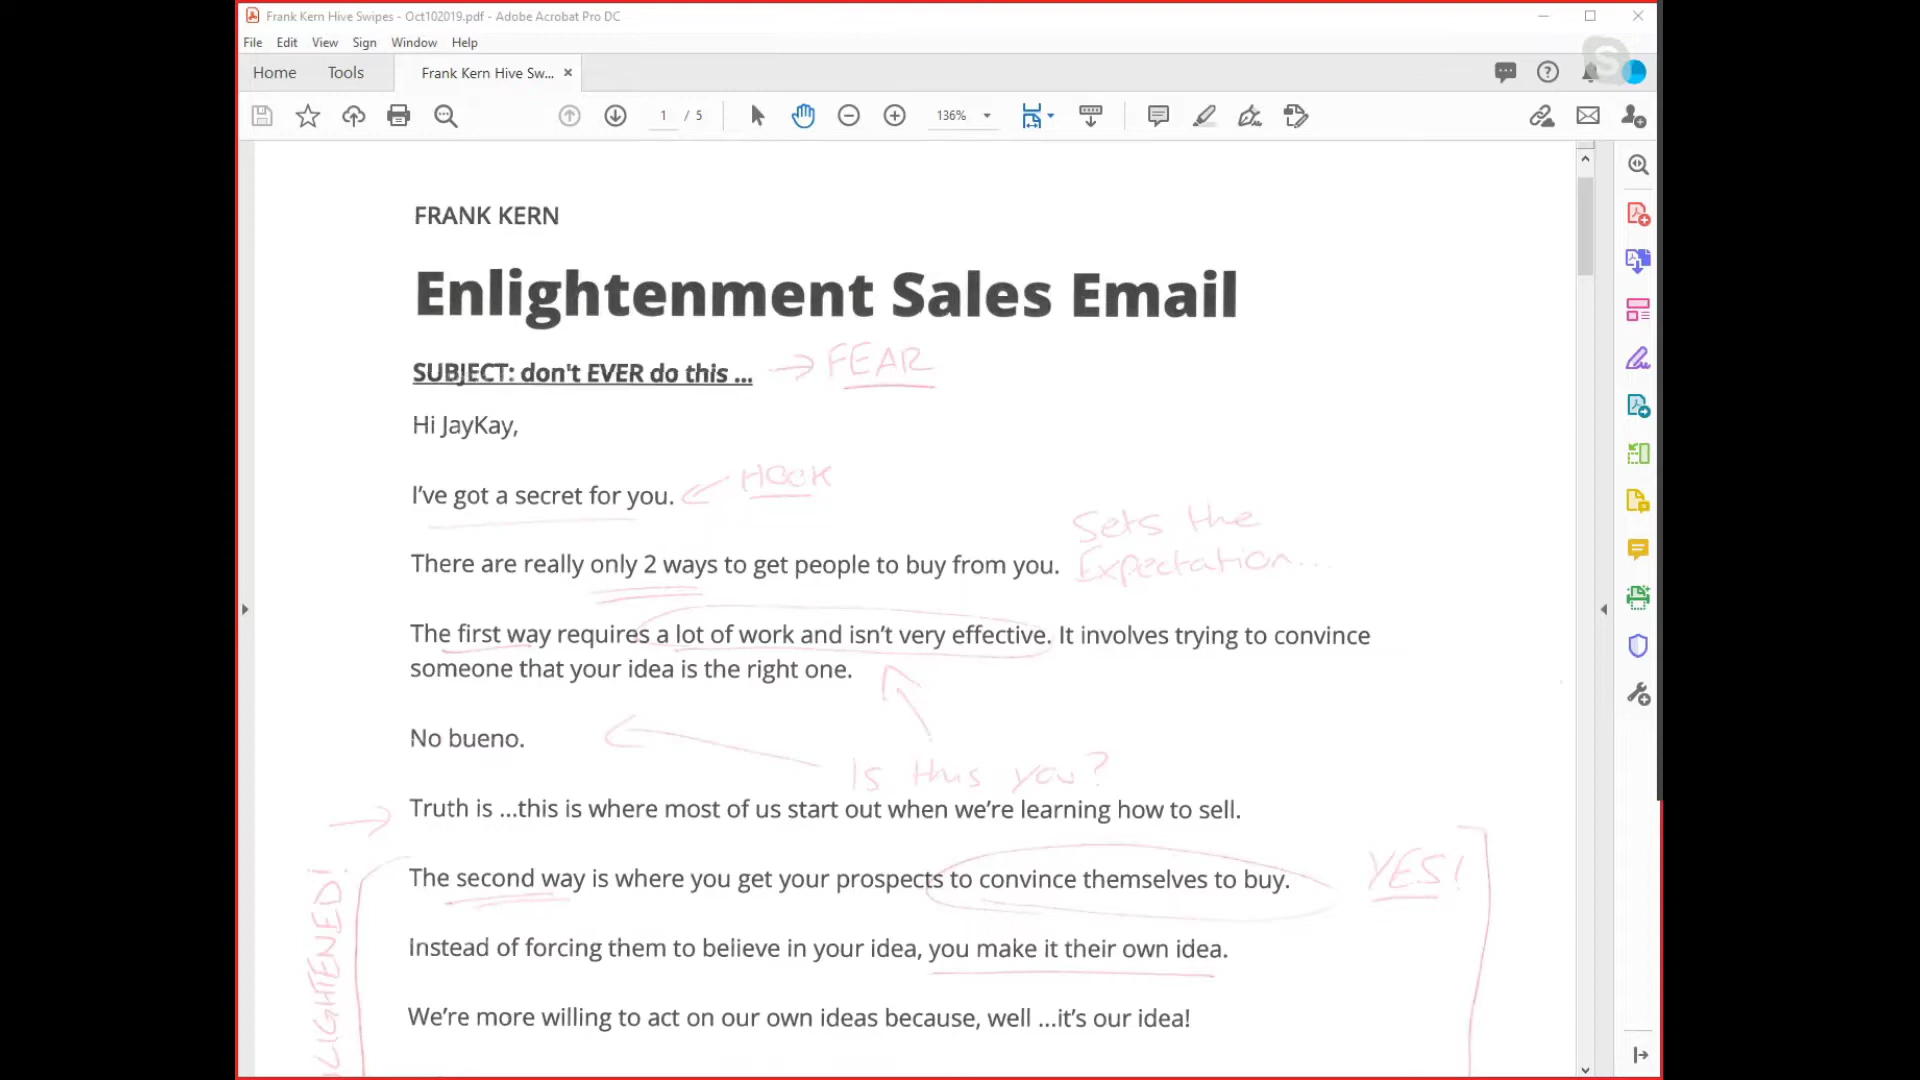 Frank Kern Hive Swipes - Oct102019.pdf - Adobe Acrobat Pro DC
File Edit View Sign Window Help
Home Tools Frank Kern Hive Sw... ×
1 / 5 136%
FRANK KERN
Enlightenment Sales Email
SUBJECT: don't EVER do this ... → FEAR
Hi JayKay,
I've got a secret for you. HOOK
Sets the
There are really only 2 ways to get people to buy from you. Expectation...
The first way requires a lot of work and isn't very effective. It involves trying to convince
someone that your idea is the right one.
No bueno.
Is this you?
Truth is ...this is where most of us start out when we're learning how to sell.
The second way is where you get your prospects to convince themselves to buy. YES!
Instead of forcing them to believe in your idea, you make it their own idea.
We're more willing to act on our own ideas because, well ...it's our idea!